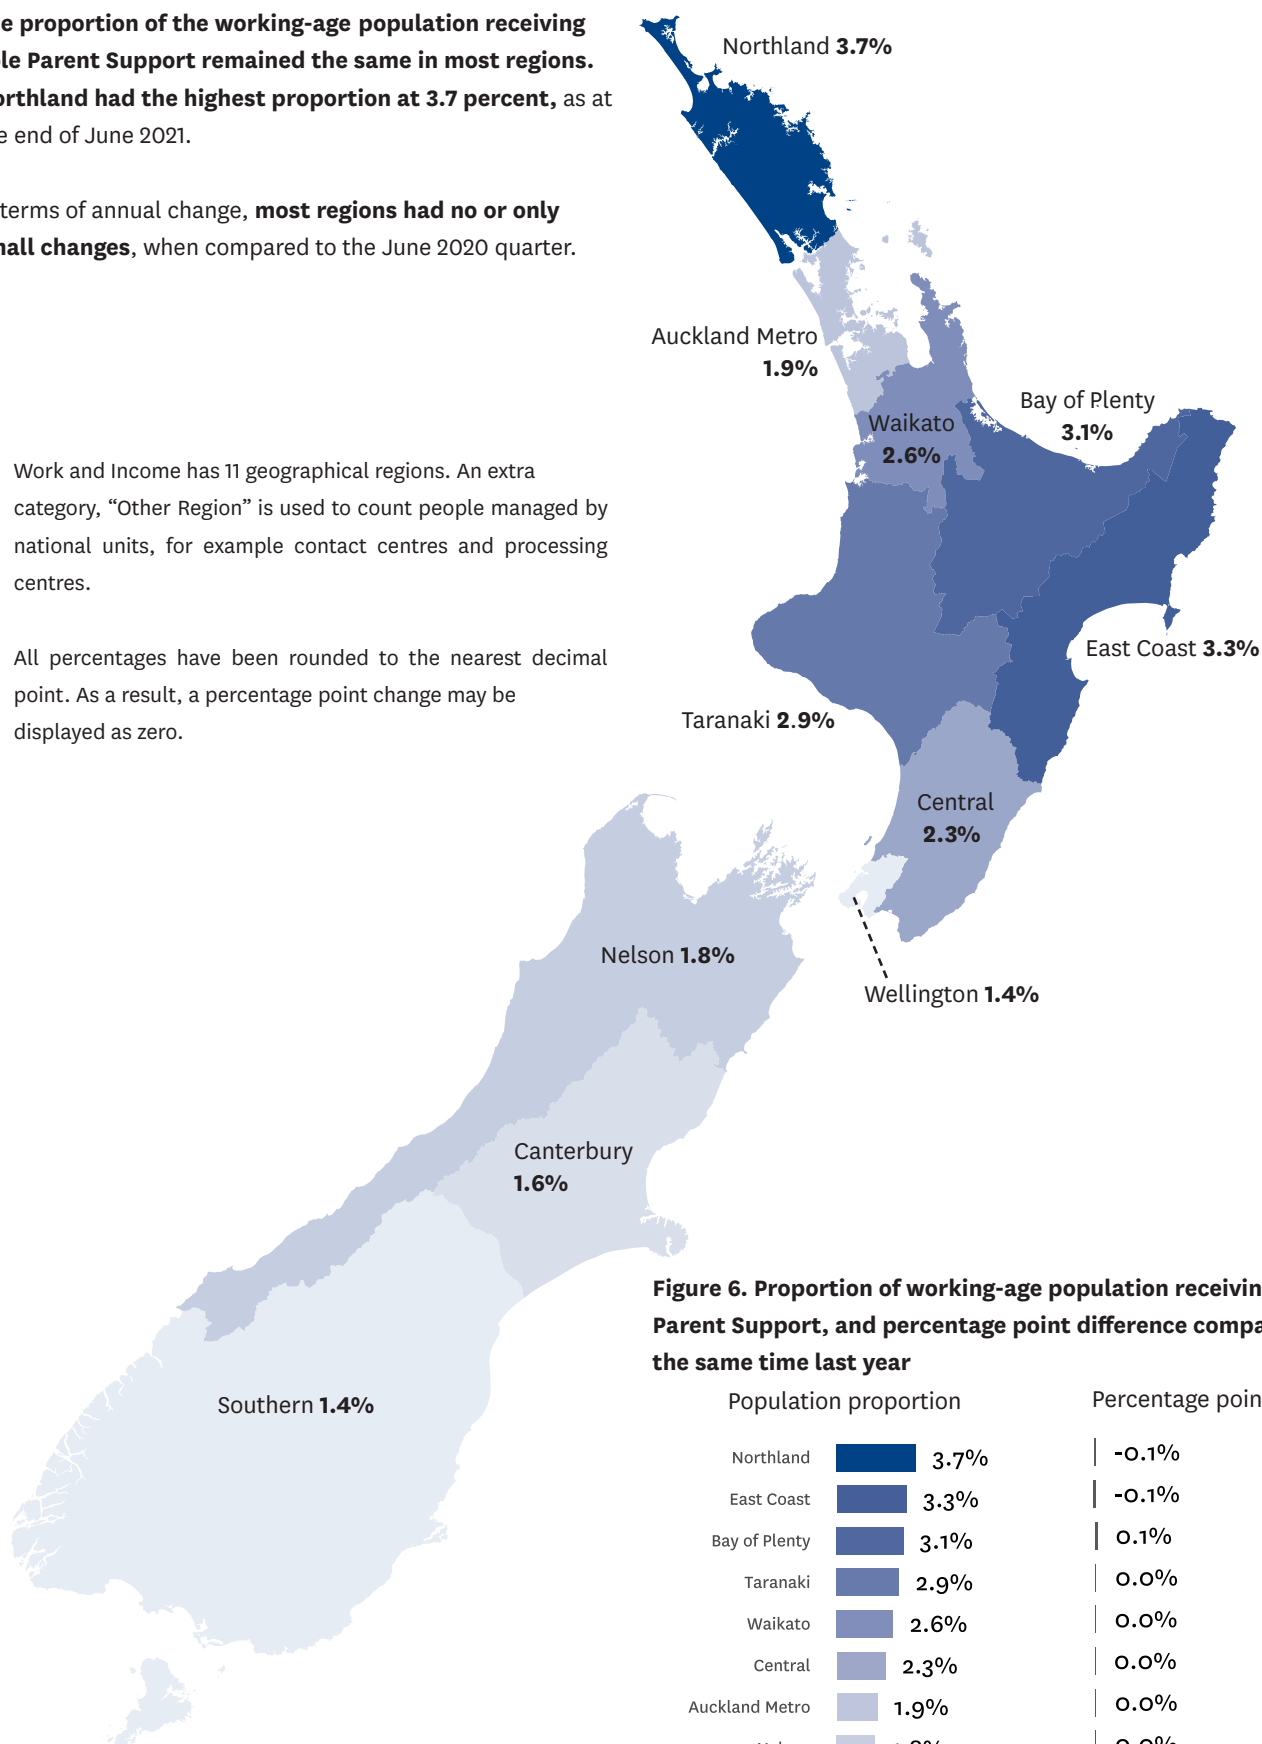 e proportion of the working-age population receiving
le Parent Support remained the same in most regions.
orthland had the highest proportion at 3.7 percent, as at
e end of June 2021.
terms of annual change, most regions had no or only
all changes, when compared to the June 2020 quarter.
Work and Income has 11 geographical regions. An extra
category, “Other Region” is used to count people managed by
national units, for example contact centres and processing
centres.
All percentages have been rounded to the nearest decimal
point. As a result, a percentage point change may be
displayed as zero.
Northland 3.7%
Auckland Metro
1.9%
Waikato
2.6%
Bay of Plenty
3.1%
East Coast 3.3%
Taranaki 2.9%
Central
2.3%
Nelson 1.8%
Wellington 1.4%
Canterbury
1.6%
Southern 1.4%
Figure 6. Proportion of working-age population receivin
Parent Support, and percentage point difference compa
the same time last year
Population proportion Percentage poin
Northland 3.7% -0.1%
East Coast 3.3% -0.1%
Bay of Plenty 3.1% 0.1%
Taranaki 2.9% 0.0%
Waikato 2.6% 0.0%
Central 2.3% 0.0%
Auckland Metro 1.9% 0.0%